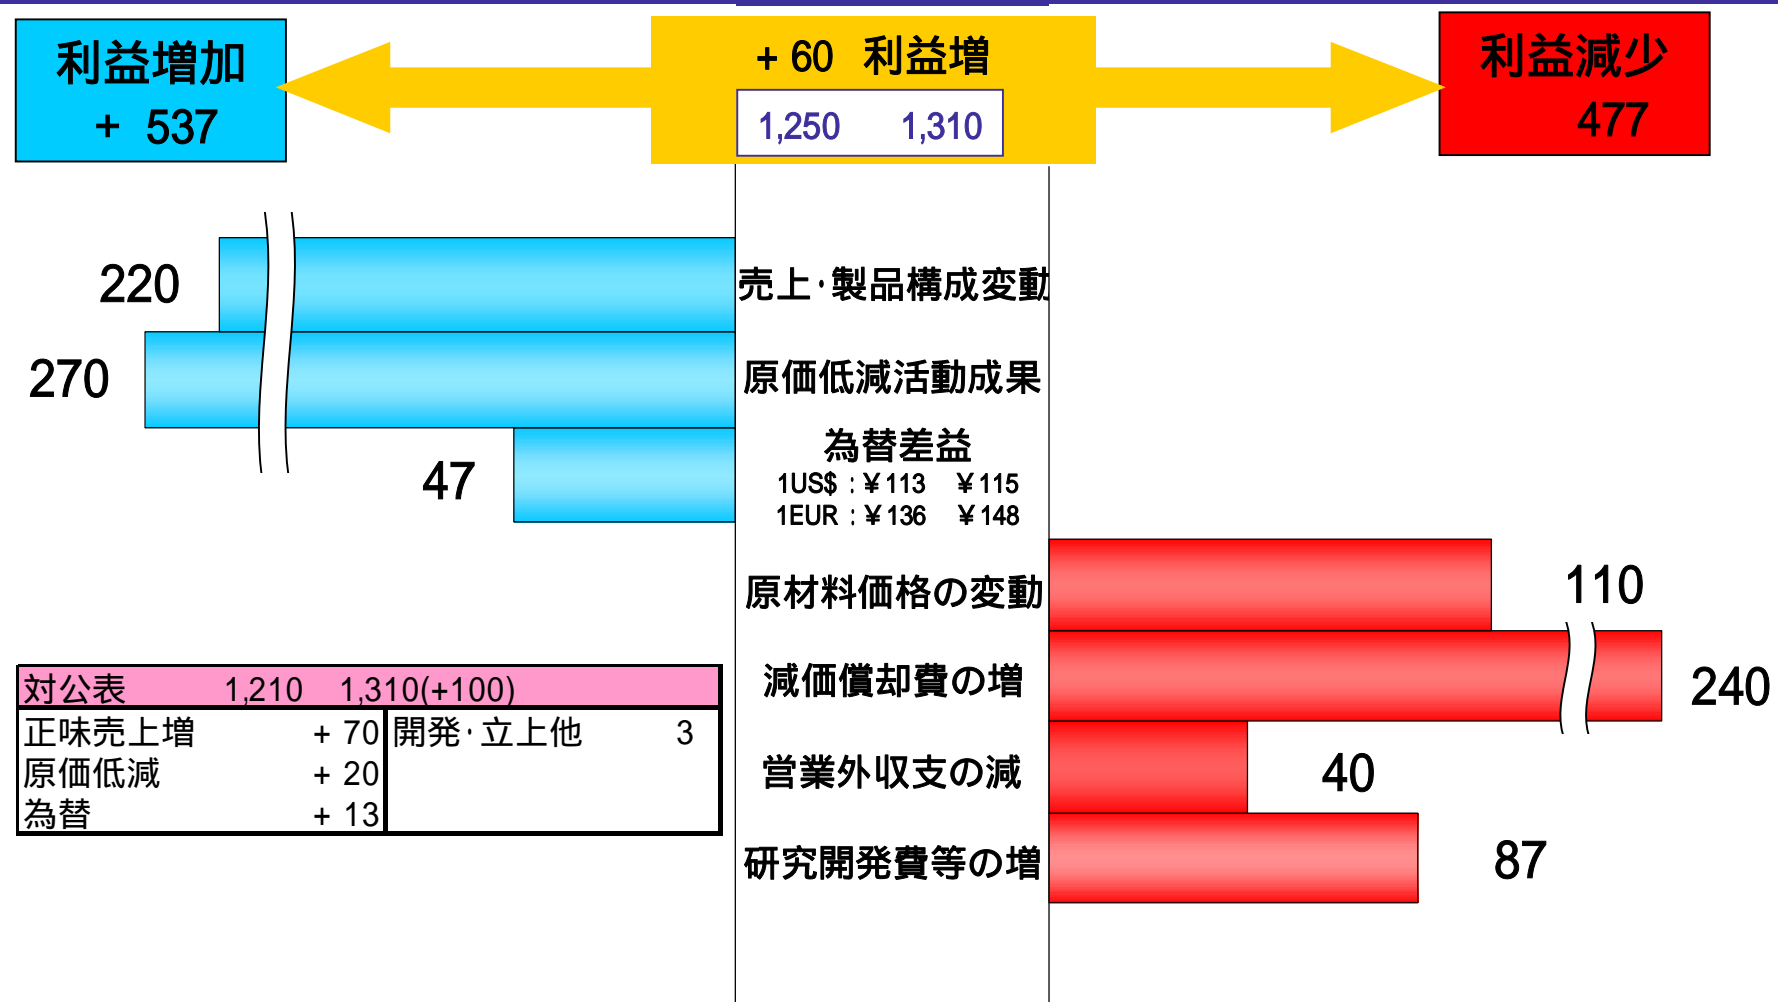 利益増加
+ 537
+ 60 利益増
1,250 1,310
利益減少
477
220
売上・製品構成変動
270
原価低減活動成果
47
為替差益
1US$ : ¥113 ¥115
1EUR : ¥136 ¥148
原材料価格の変動
110
減価償却費の増
240
営業外収支の減
40
研究開発費等の増
87
対公表 1,210 1,310(+100)
正味売上増 + 70 開発・立上他 3
原価低減 + 20
為替 + 13